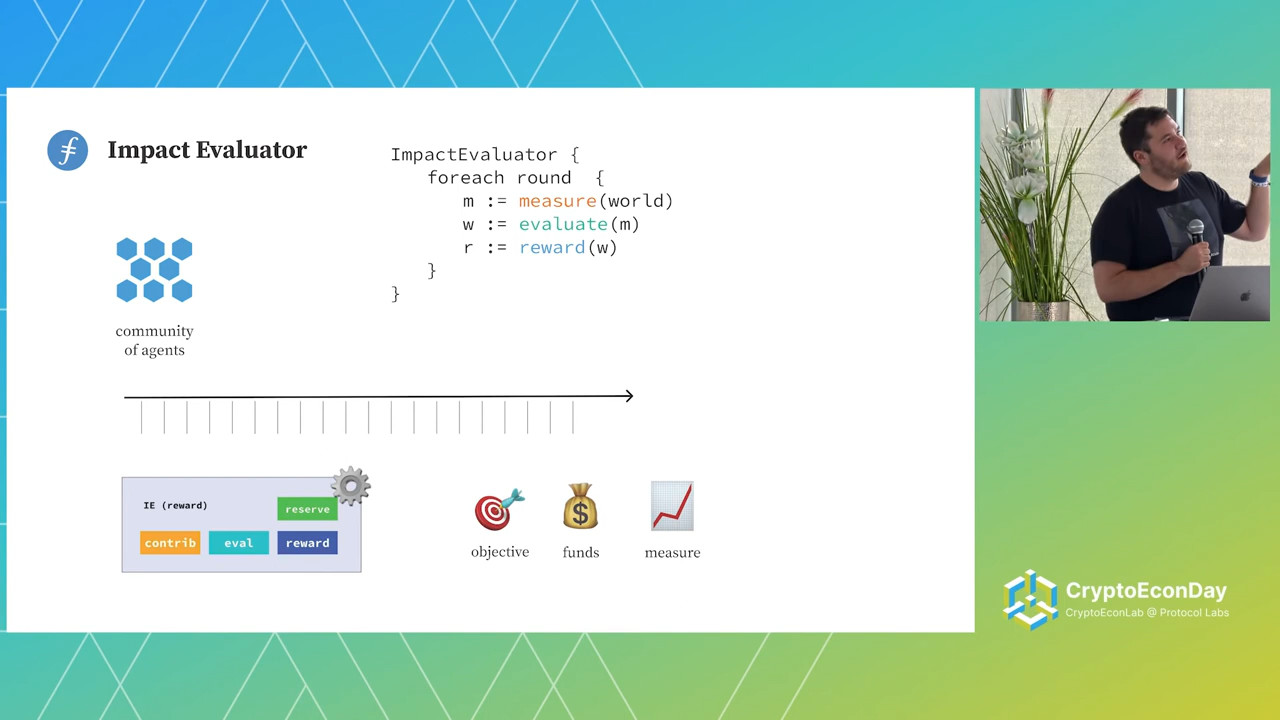 Impact Evaluator
ImpactEvaluator {
foreach round {
m := measure(world)
w := evaluate(m)
r := reward(w)
}
}
community
of agents
IE (reward)
reserve
contrib
eval
reward
objective
funds
measure
CryptoEconDay
CryptoEconLab @ Protocol Labs